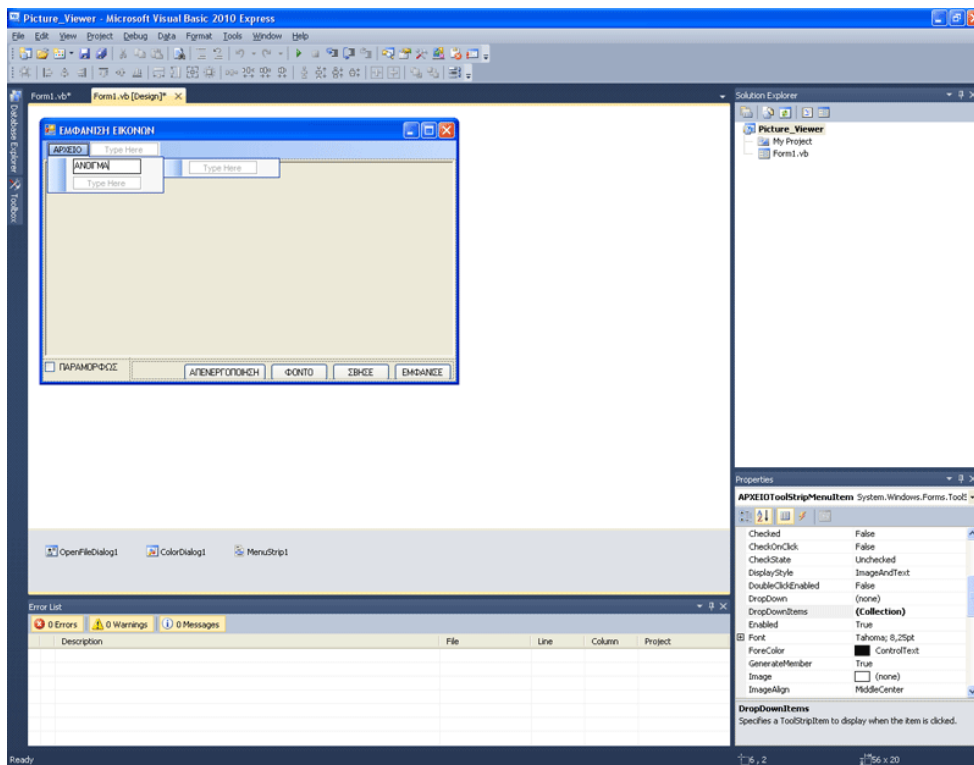 Picture_Viewer - Microsoft Visual Basic 2010 Express
File Edit View Project Debug Data Format Tools Window Help
Form1.vb* Form1.vb [Design]* Solution Explorer
Database Explorer
Toolbox
ΕΜΦΑΝΙΣΗ ΕΙΚΟΝΩΝ
ΑΡΧΕΙΟ Type Here
ΑΝΟΙΓΜΑ Type Here
Type Here
ΠΑΡΑΜΟΡΦΩΣ ΑΠΕΝΕΡΓΟΠΟΙΗΣΗ ΦΟΝΤΟ ΣΒΗΣΕ ΕΜΦΑΝΙΣΕ
Picture_Viewer
My Project
Form1.vb
OpenFileDialog1 ColorDialog1 MenuStrip1
Properties
ΑΡΧΕΙΟToolStripMenuItem System.Windows.Forms.ToolS
Checked False
CheckOnClick False
CheckState Unchecked
DisplayStyle ImageAndText
DoubleClickEnabled False
DropDown (none)
DropDownItems (Collection)
Enabled True
Font Tahoma; 8,25pt
ForeColor ControlText
GenerateMember True
Image (none)
ImageAlign MiddleCenter
DropDownItems
Specifies a ToolStripItem to display when the item is clicked.
Error List
0 Errors 0 Warnings 0 Messages
Description File Line Column Project
Ready 6 , 2 56 x 20